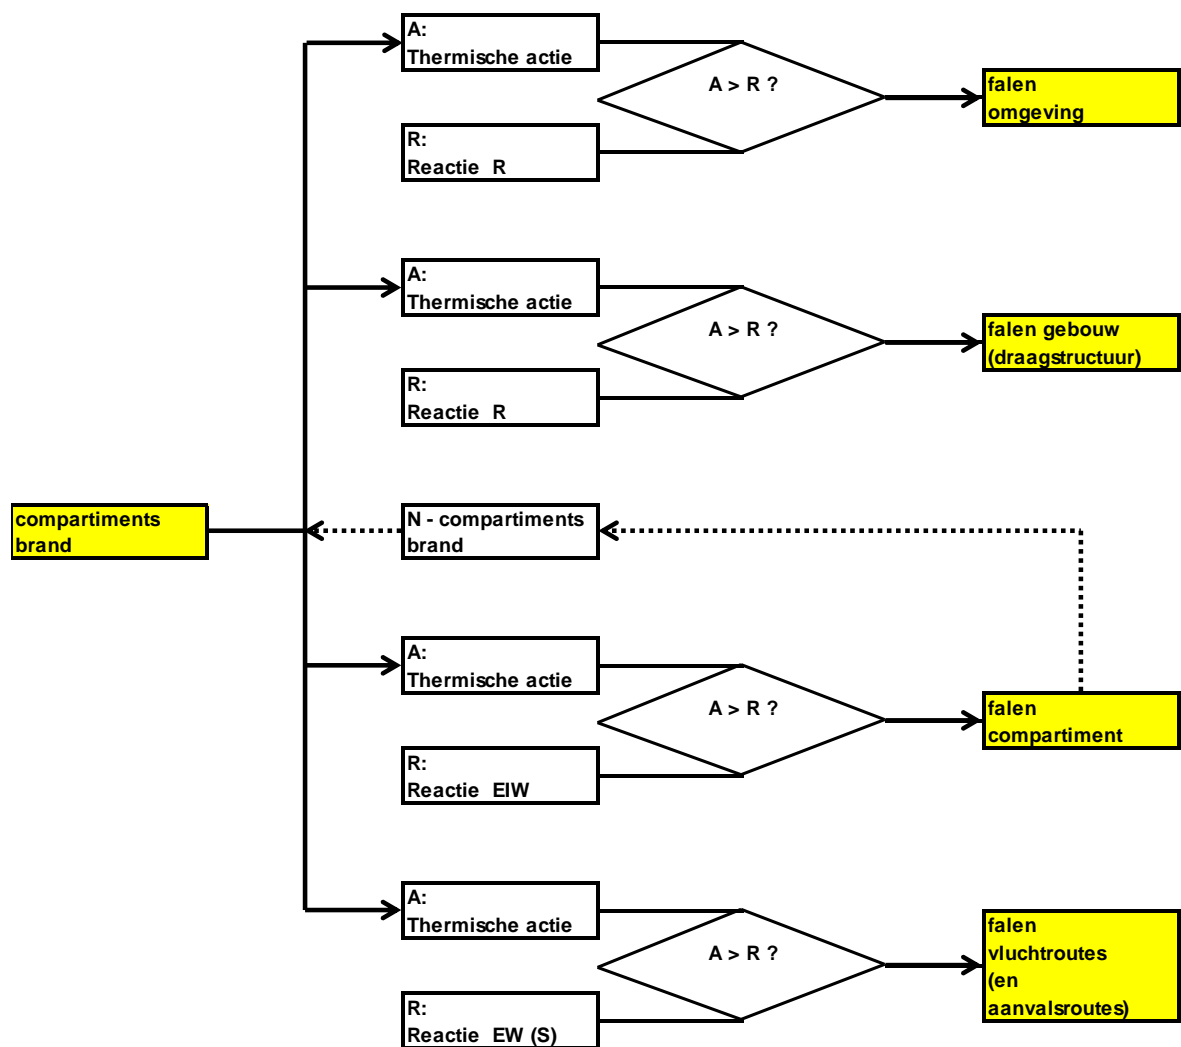 A:
Thermische actie
A > R ?
falen
omgeving
R:
Reactie R
A:
Thermische actie
A > R ?
falen gebouw
(draagstructuur)
R:
Reactie R
compartiments
brand
N - compartiments
brand
A:
Thermische actie
A > R ?
falen
compartiment
R:
Reactie EIW
A:
Thermische actie
A > R ?
falen
vluchtroutes
(en
aanvalsroutes)
R:
Reactie EW (S)